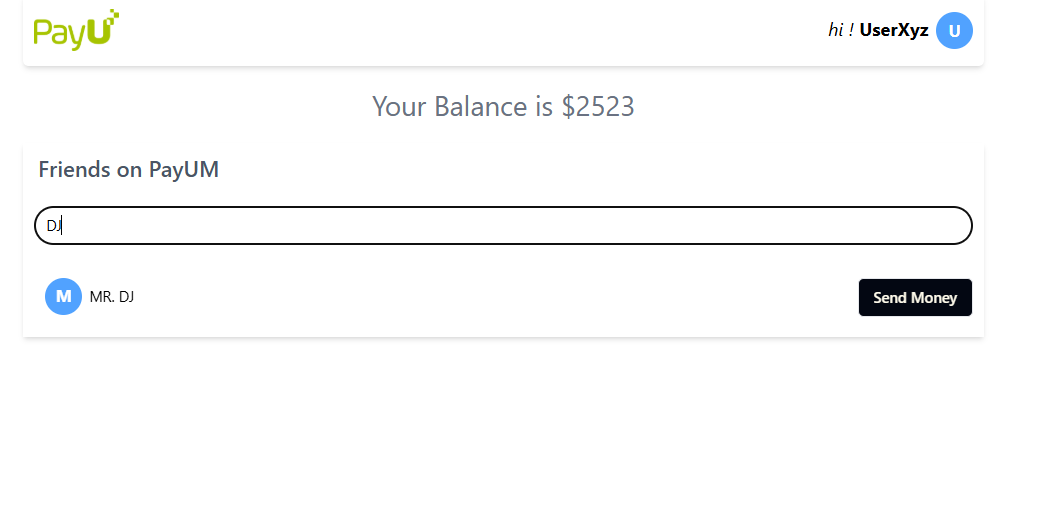 PayU
hi ! UserXyz U
Your Balance is $2523
Friends on PayUM
DJ
M MR. DJ Send Money